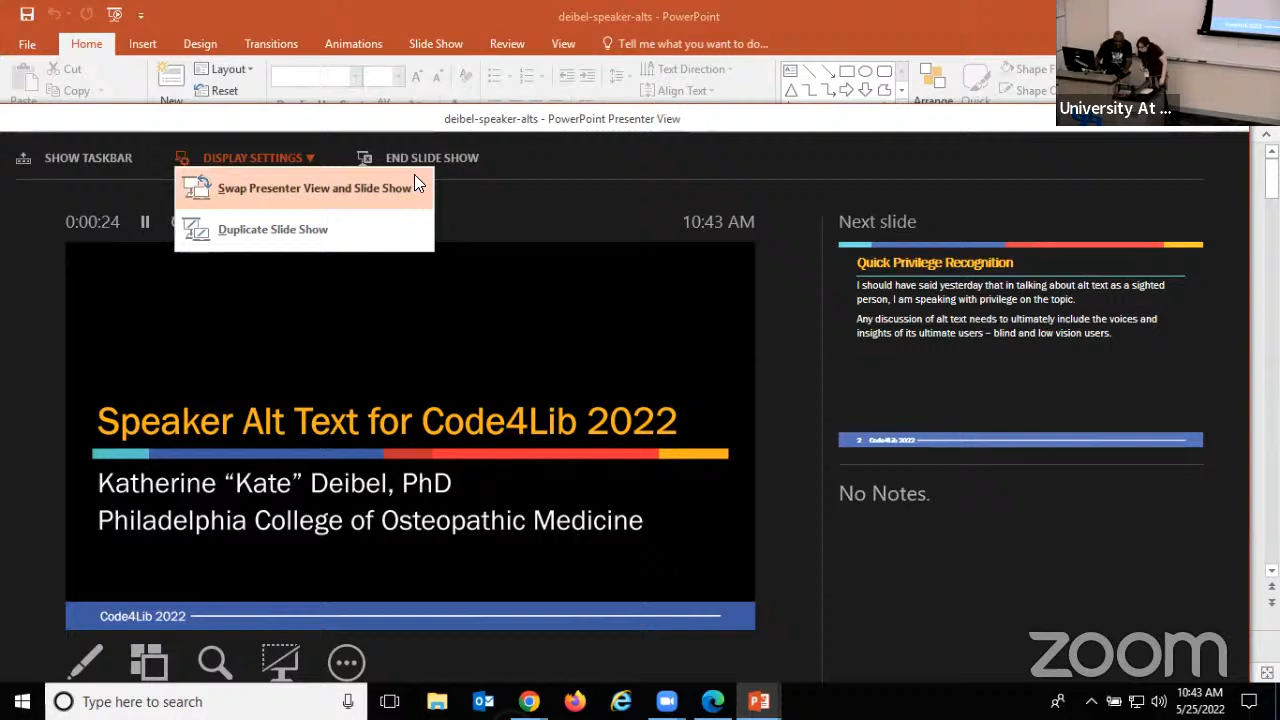 deibel-speaker-alts - PowerPoint
File
Home
Insert
Design
Transitions
Animations
Slide Show
Review
View
Tell me what you want to do...
Cut
Copy
Paste
New
Layout
Reset
Text Direction
Align Text
Arrange
Quick
Shape
Shape
University At ...
deibel-speaker-alts - PowerPoint Presenter View
SHOW TASKBAR
DISPLAY SETTINGS
END SLIDE SHOW
Swap Presenter View and Slide Show
Duplicate Slide Show
0:00:24
10:43 AM
Speaker Alt Text for Code4Lib 2022
Katherine “Kate” Deibel, PhD
Philadelphia College of Osteopathic Medicine
Code4Lib 2022
Next slide
Quick Privilege Recognition
I should have said yesterday that in talking about alt text as a sighted
person, I am speaking with privilege on the topic.
Any discussion of alt text needs to ultimately include the voices and
insights of its ultimate users – blind and low vision users.
2 Code4Lib 2022
No Notes.
zoom
Type here to search
10:43 AM
5/25/2022